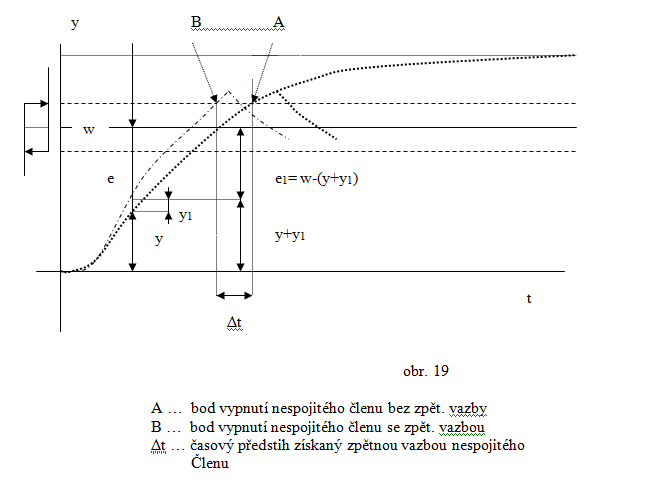 y
B A
w
e
e1=w-(y+y1)
y1
y
y+y1
t
Δt
obr. 19
A … bod vypnutí nespojitého členu bez zpět. vazby
B … bod vypnutí nespojitého členu se zpět. vazbou
Δt … časový předstih získaný zpětnou vazbou nespojitého
Členu